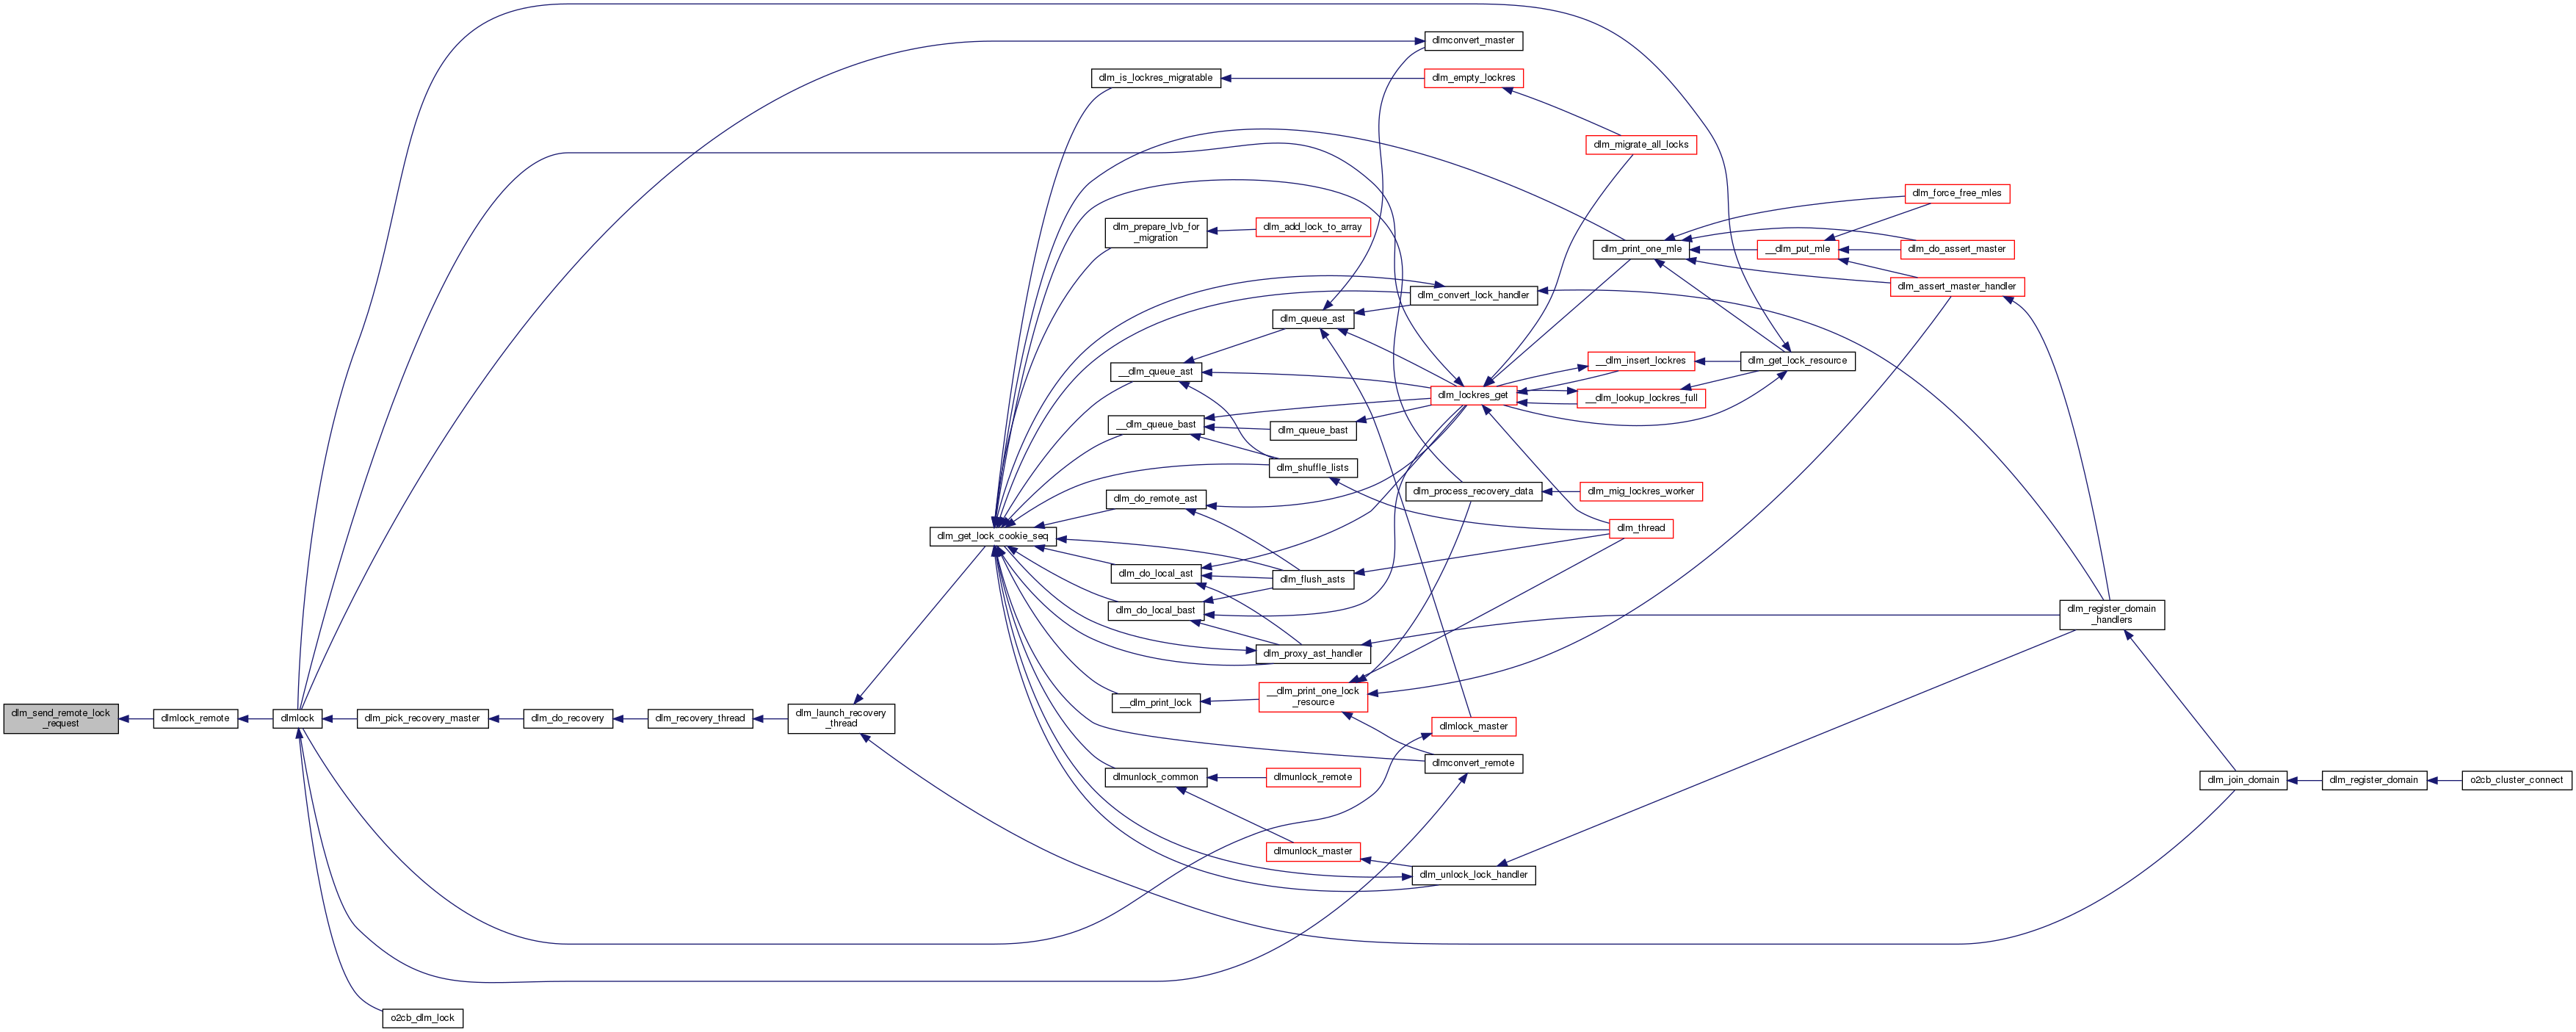 dlmconvert_master
dlm_is_lockres_migratable
dlm_empty_lockres
dlm_migrate_all_locks
dlm_force_free_mles
dlm_prepare_lvb_for
_migration
dlm_add_lock_to_array
dlm_print_one_mle
__dlm_put_mle
dlm_do_assert_master
dlm_assert_master_handler
dlm_convert_lock_handler
dlm_queue_ast
__dlm_insert_lockres
dlm_get_lock_resource
__dlm_queue_ast
dlm_lockres_get
__dlm_lookup_lockres_full
__dlm_queue_bast
dlm_queue_bast
dlm_shuffle_lists
dlm_process_recovery_data
dlm_mig_lockres_worker
dlm_do_remote_ast
dlm_thread
dlm_get_lock_cookie_seq
dlm_do_local_ast
dlm_flush_asts
dlm_do_local_bast
dlm_register_domain
_handlers
dlm_proxy_ast_handler
__dlm_print_one_lock
_resource
__dlm_print_lock
dlm_send_remote_lock
_request
dlmlock_remote
dlmlock
dlm_pick_recovery_master
dlm_do_recovery
dlm_recovery_thread
dlm_launch_recovery
_thread
dlmlock_master
dlmconvert_remote
dlmunlock_common
dlmunlock_remote
dlm_join_domain
dlm_register_domain
o2cb_cluster_connect
dlmunlock_master
dlm_unlock_lock_handler
o2cb_dlm_lock